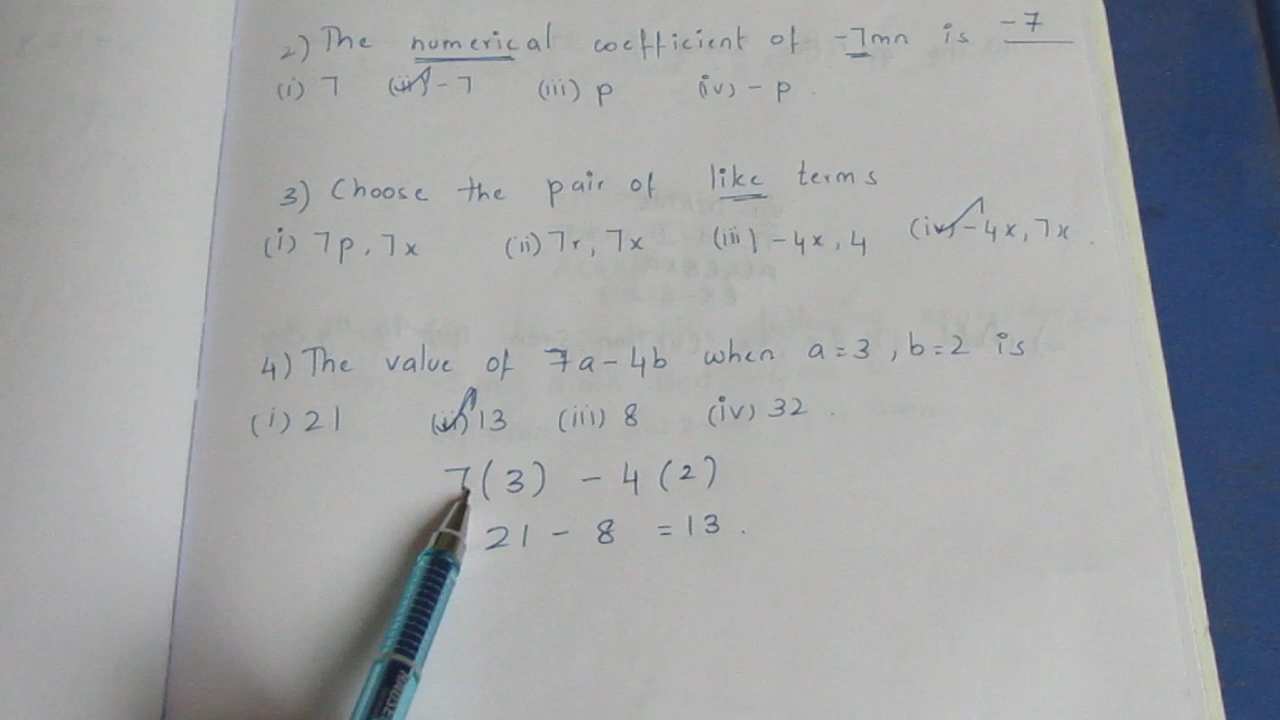 2) The numerical coefficient of -7mn is -7
(i) 7 (ii) -7 (iii) p (iv) - p .
3) Choose the pair of like terms
(i) 7p, 7x (ii) 7r, 7x (iii) -4x, 4 (iv) -4x, 7x .
4) The value of 7a-4b when a=3, b=2 is
(i) 21 (ii) 13 (iii) 8 (iv) 32 .
7(3) - 4(2)
21 - 8 = 13 .